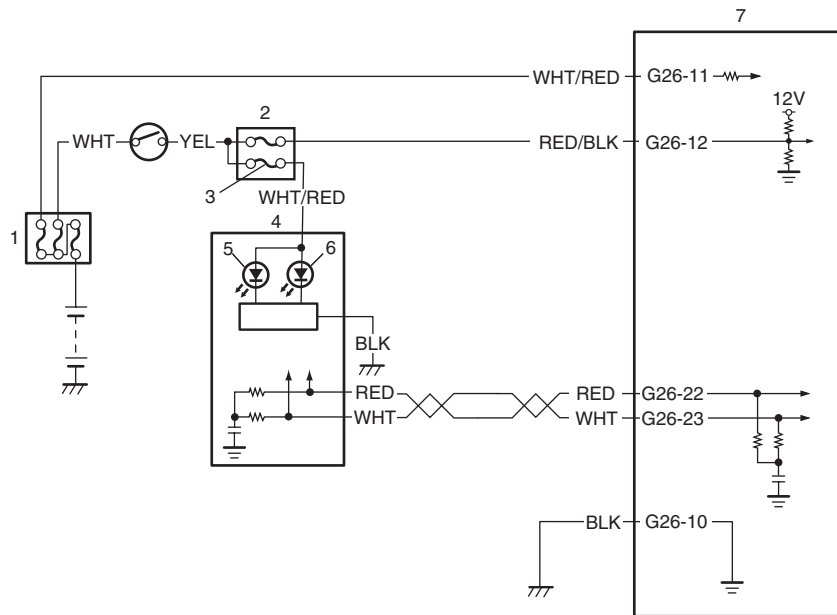 7
WHT/RED G26-11
12V
2
WHT YEL RED/BLK G26-12
3
WHT/RED
1
4
5 6
BLK
RED RED G26-22
WHT WHT G26-23
BLK G26-10